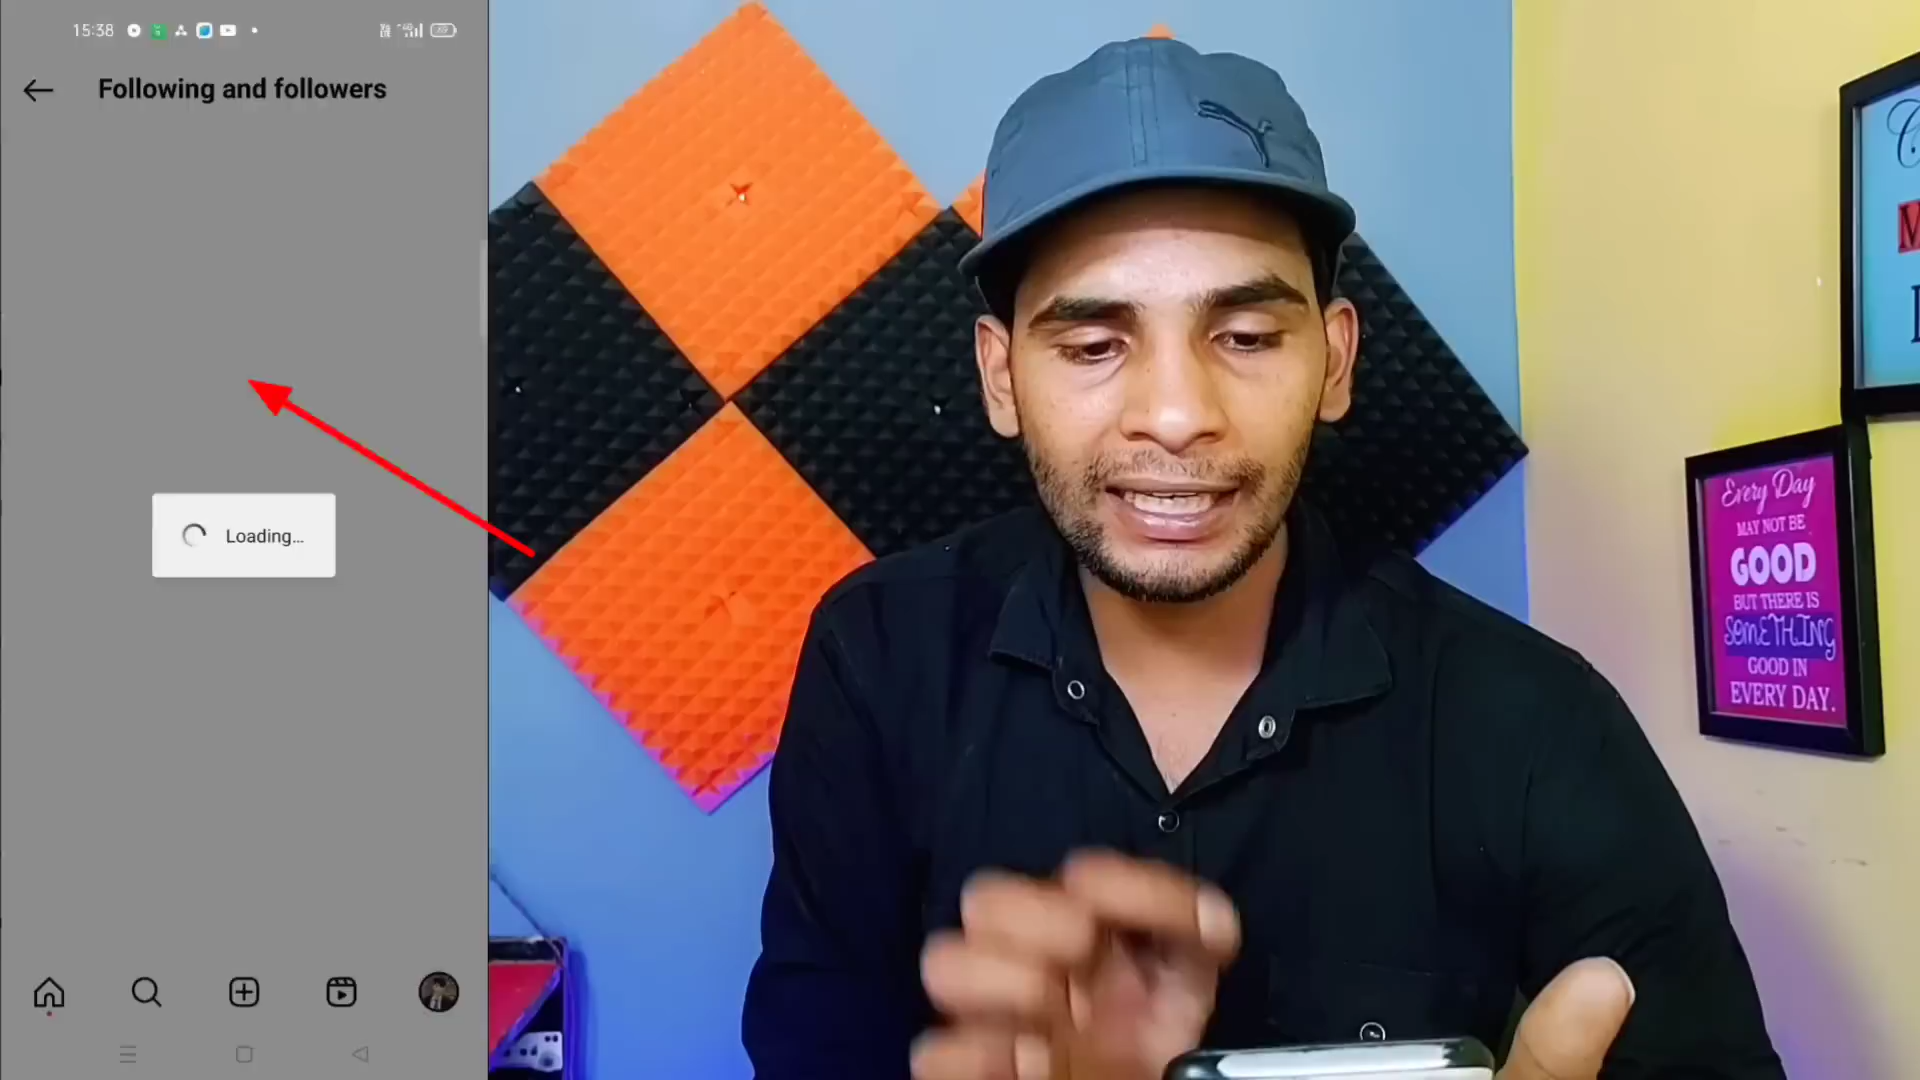 15:38
Following and followers
Loading...
Every Day
MAY NOT BE
GOOD
BUT THERE IS
SOMETHING
GOOD IN
EVERY DAY.